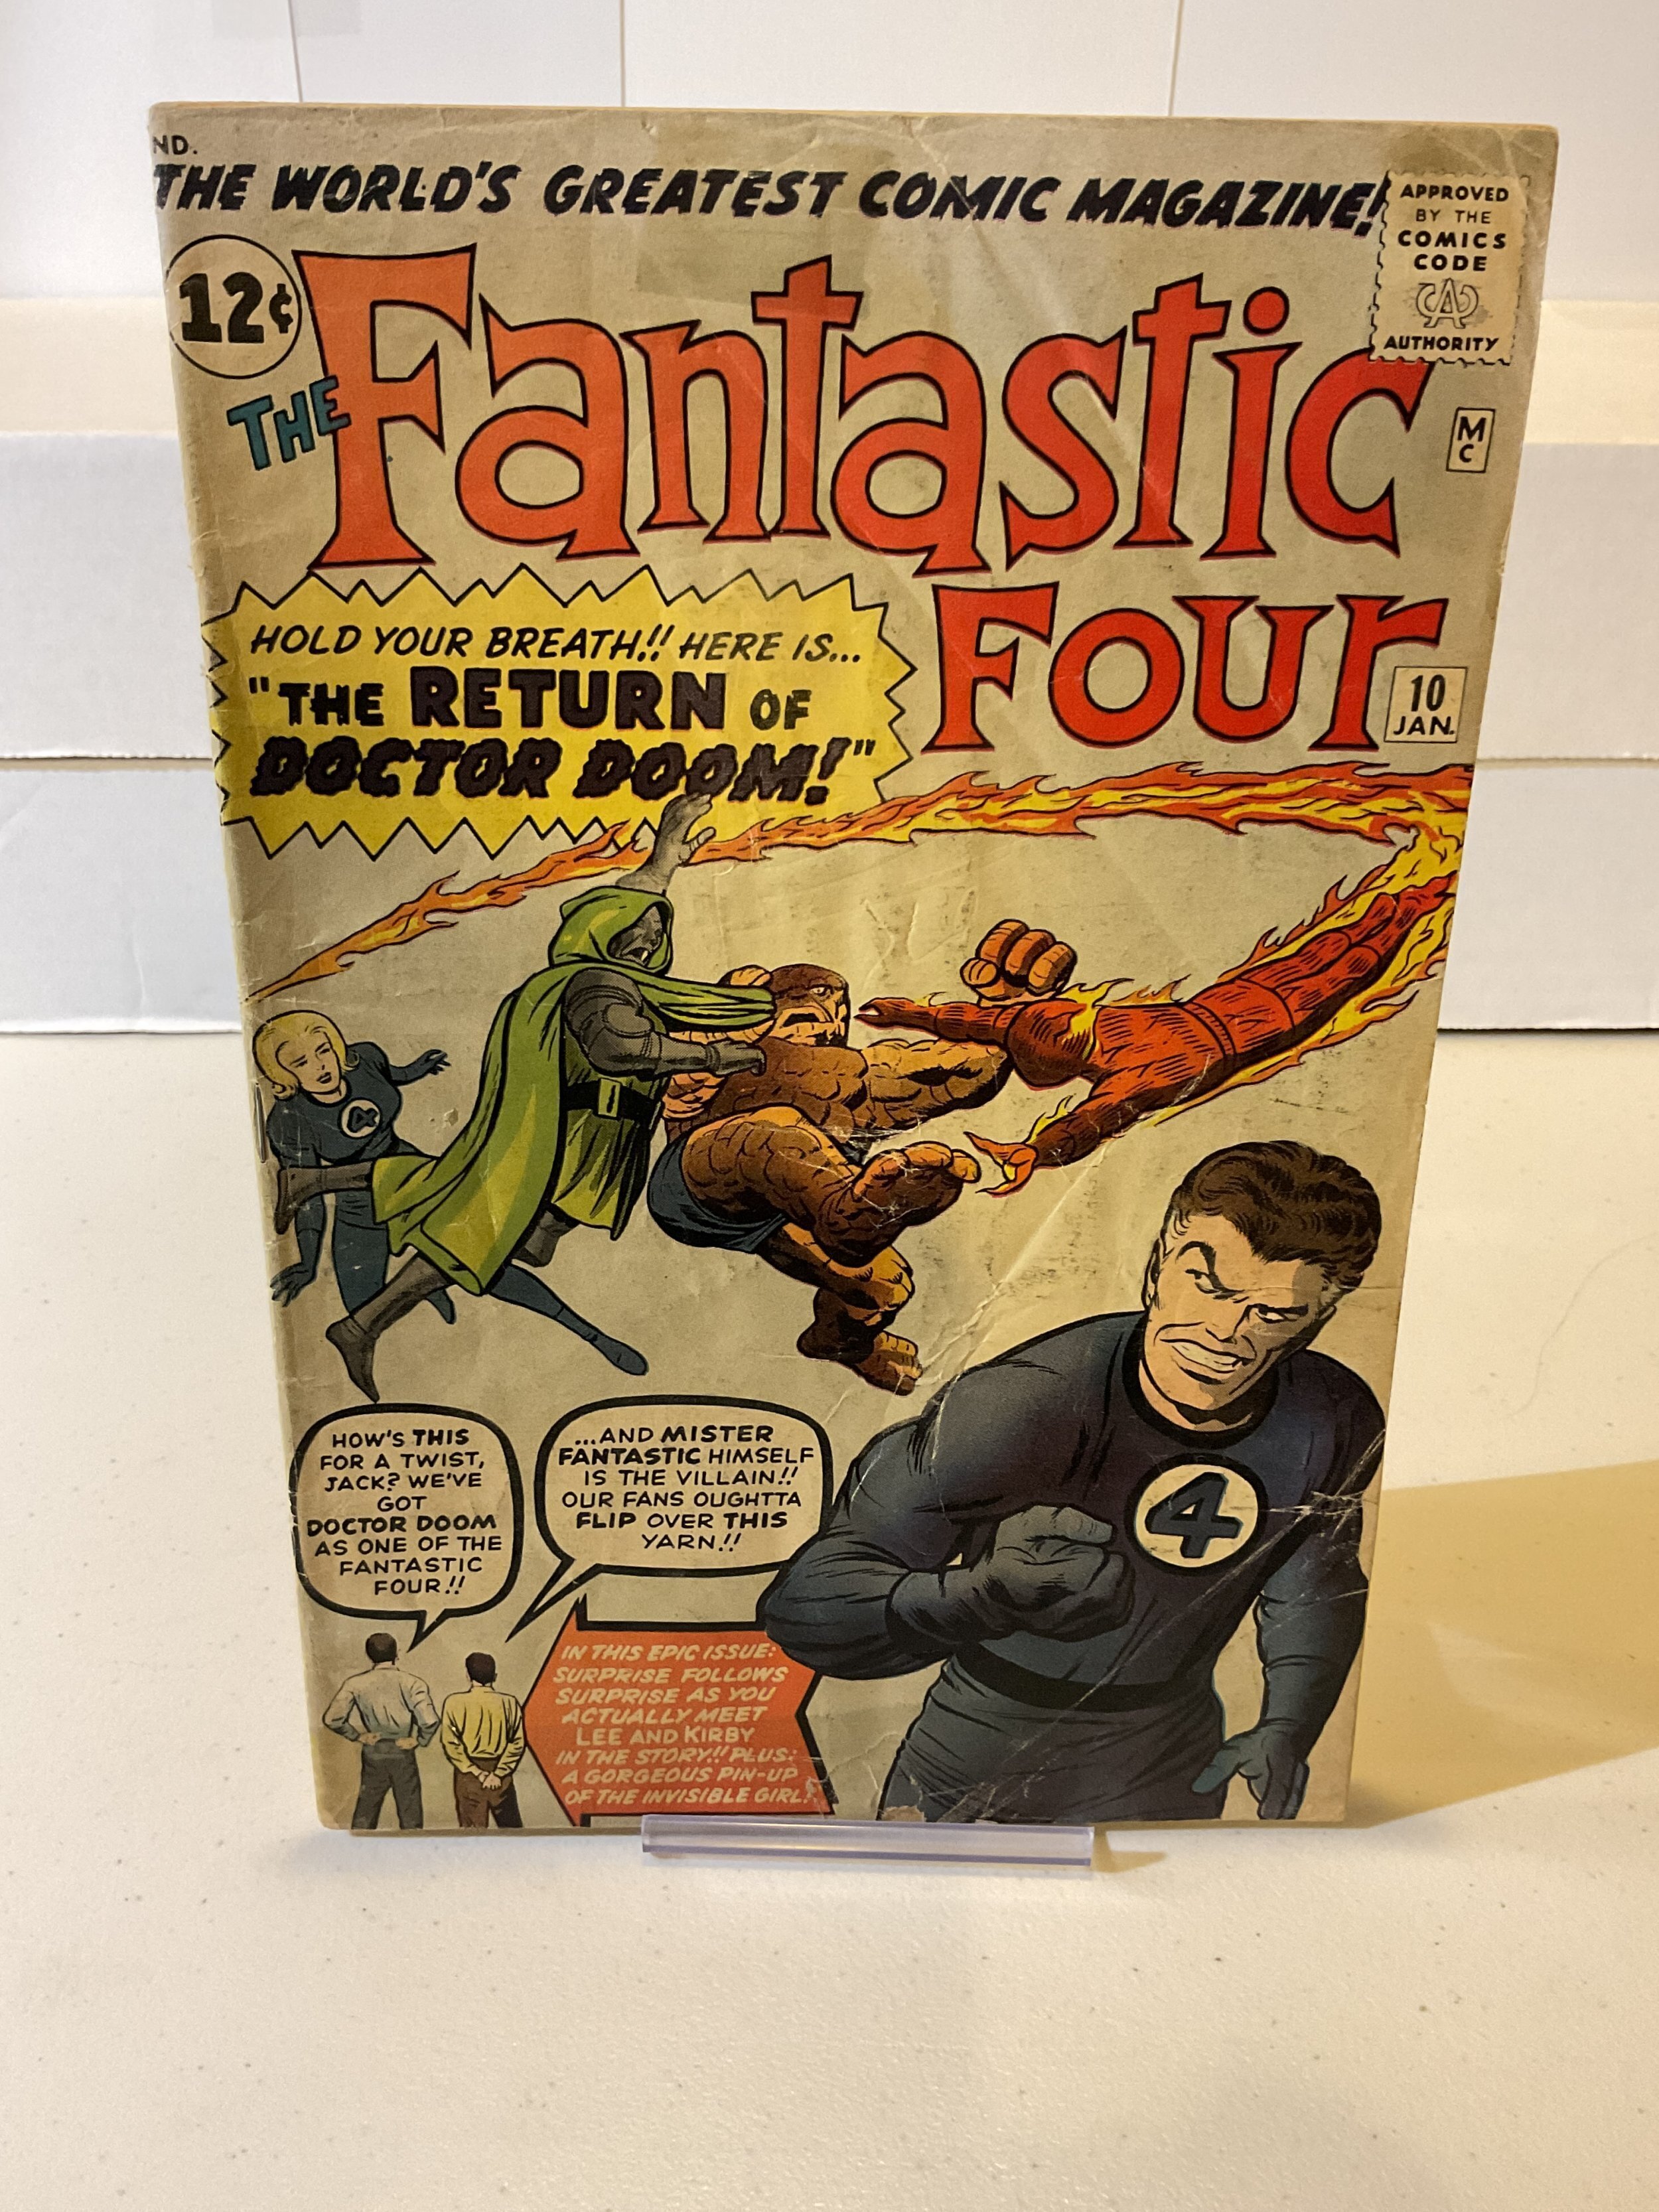 ND.
THE WORLD'S GREATEST COMIC MAGAZINE!
APPROVED
BY THE
COMICS
CODE
CA
AUTHORITY
12¢
THE
Fantastic
Four
M
C
10
JAN.
HOLD YOUR BREATH!! HERE IS...
"THE RETURN OF
DOCTOR DOOM!"
4
HOW'S THIS
FOR A TWIST,
JACK? WE'VE
GOT
DOCTOR DOOM
AS ONE OF THE
FANTASTIC
FOUR!!
...AND MISTER
FANTASTIC HIMSELF
IS THE VILLAIN!!
OUR FANS OUGHTTA
FLIP OVER THIS
YARN!!
4
IN THIS EPIC ISSUE:
SURPRISE FOLLOWS
SURPRISE AS YOU
ACTUALLY MEET
LEE AND KIRBY
IN THE STORY!! PLUS:
A GORGEOUS PIN-UP
OF THE INVISIBLE GIRL!